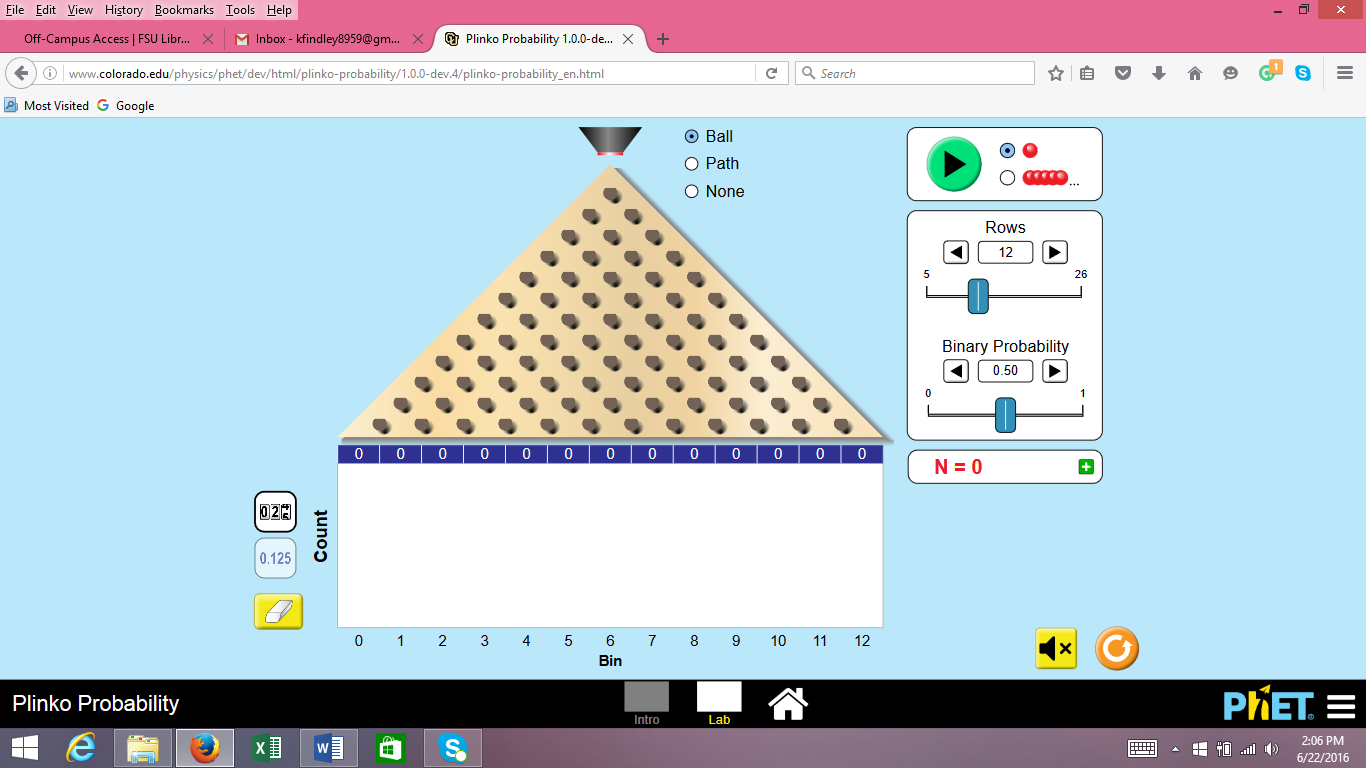 File Edit View History Bookmarks Tools Help
Off-Campus Access | FSU Libr...
Inbox - kfindley8959@gm...
Plinko Probability 1.0.0-de...
www.colorado.edu/physics/phet/dev/html/plinko-probability/1.0.0-dev.4/plinko-probability_en.html
Search
1
Most Visited Google
Ball
Path
None
...
Rows
12
5 26
Binary Probability
0.50
0 1
N = 0
0 0 0 0 0 0 0 0 0 0 0 0 0
0.125
Count
0 1 2 3 4 5 6 7 8 9 10 11 12
Bin
Plinko Probability
Intro
Lab
PhET
2:06 PM
6/22/2016